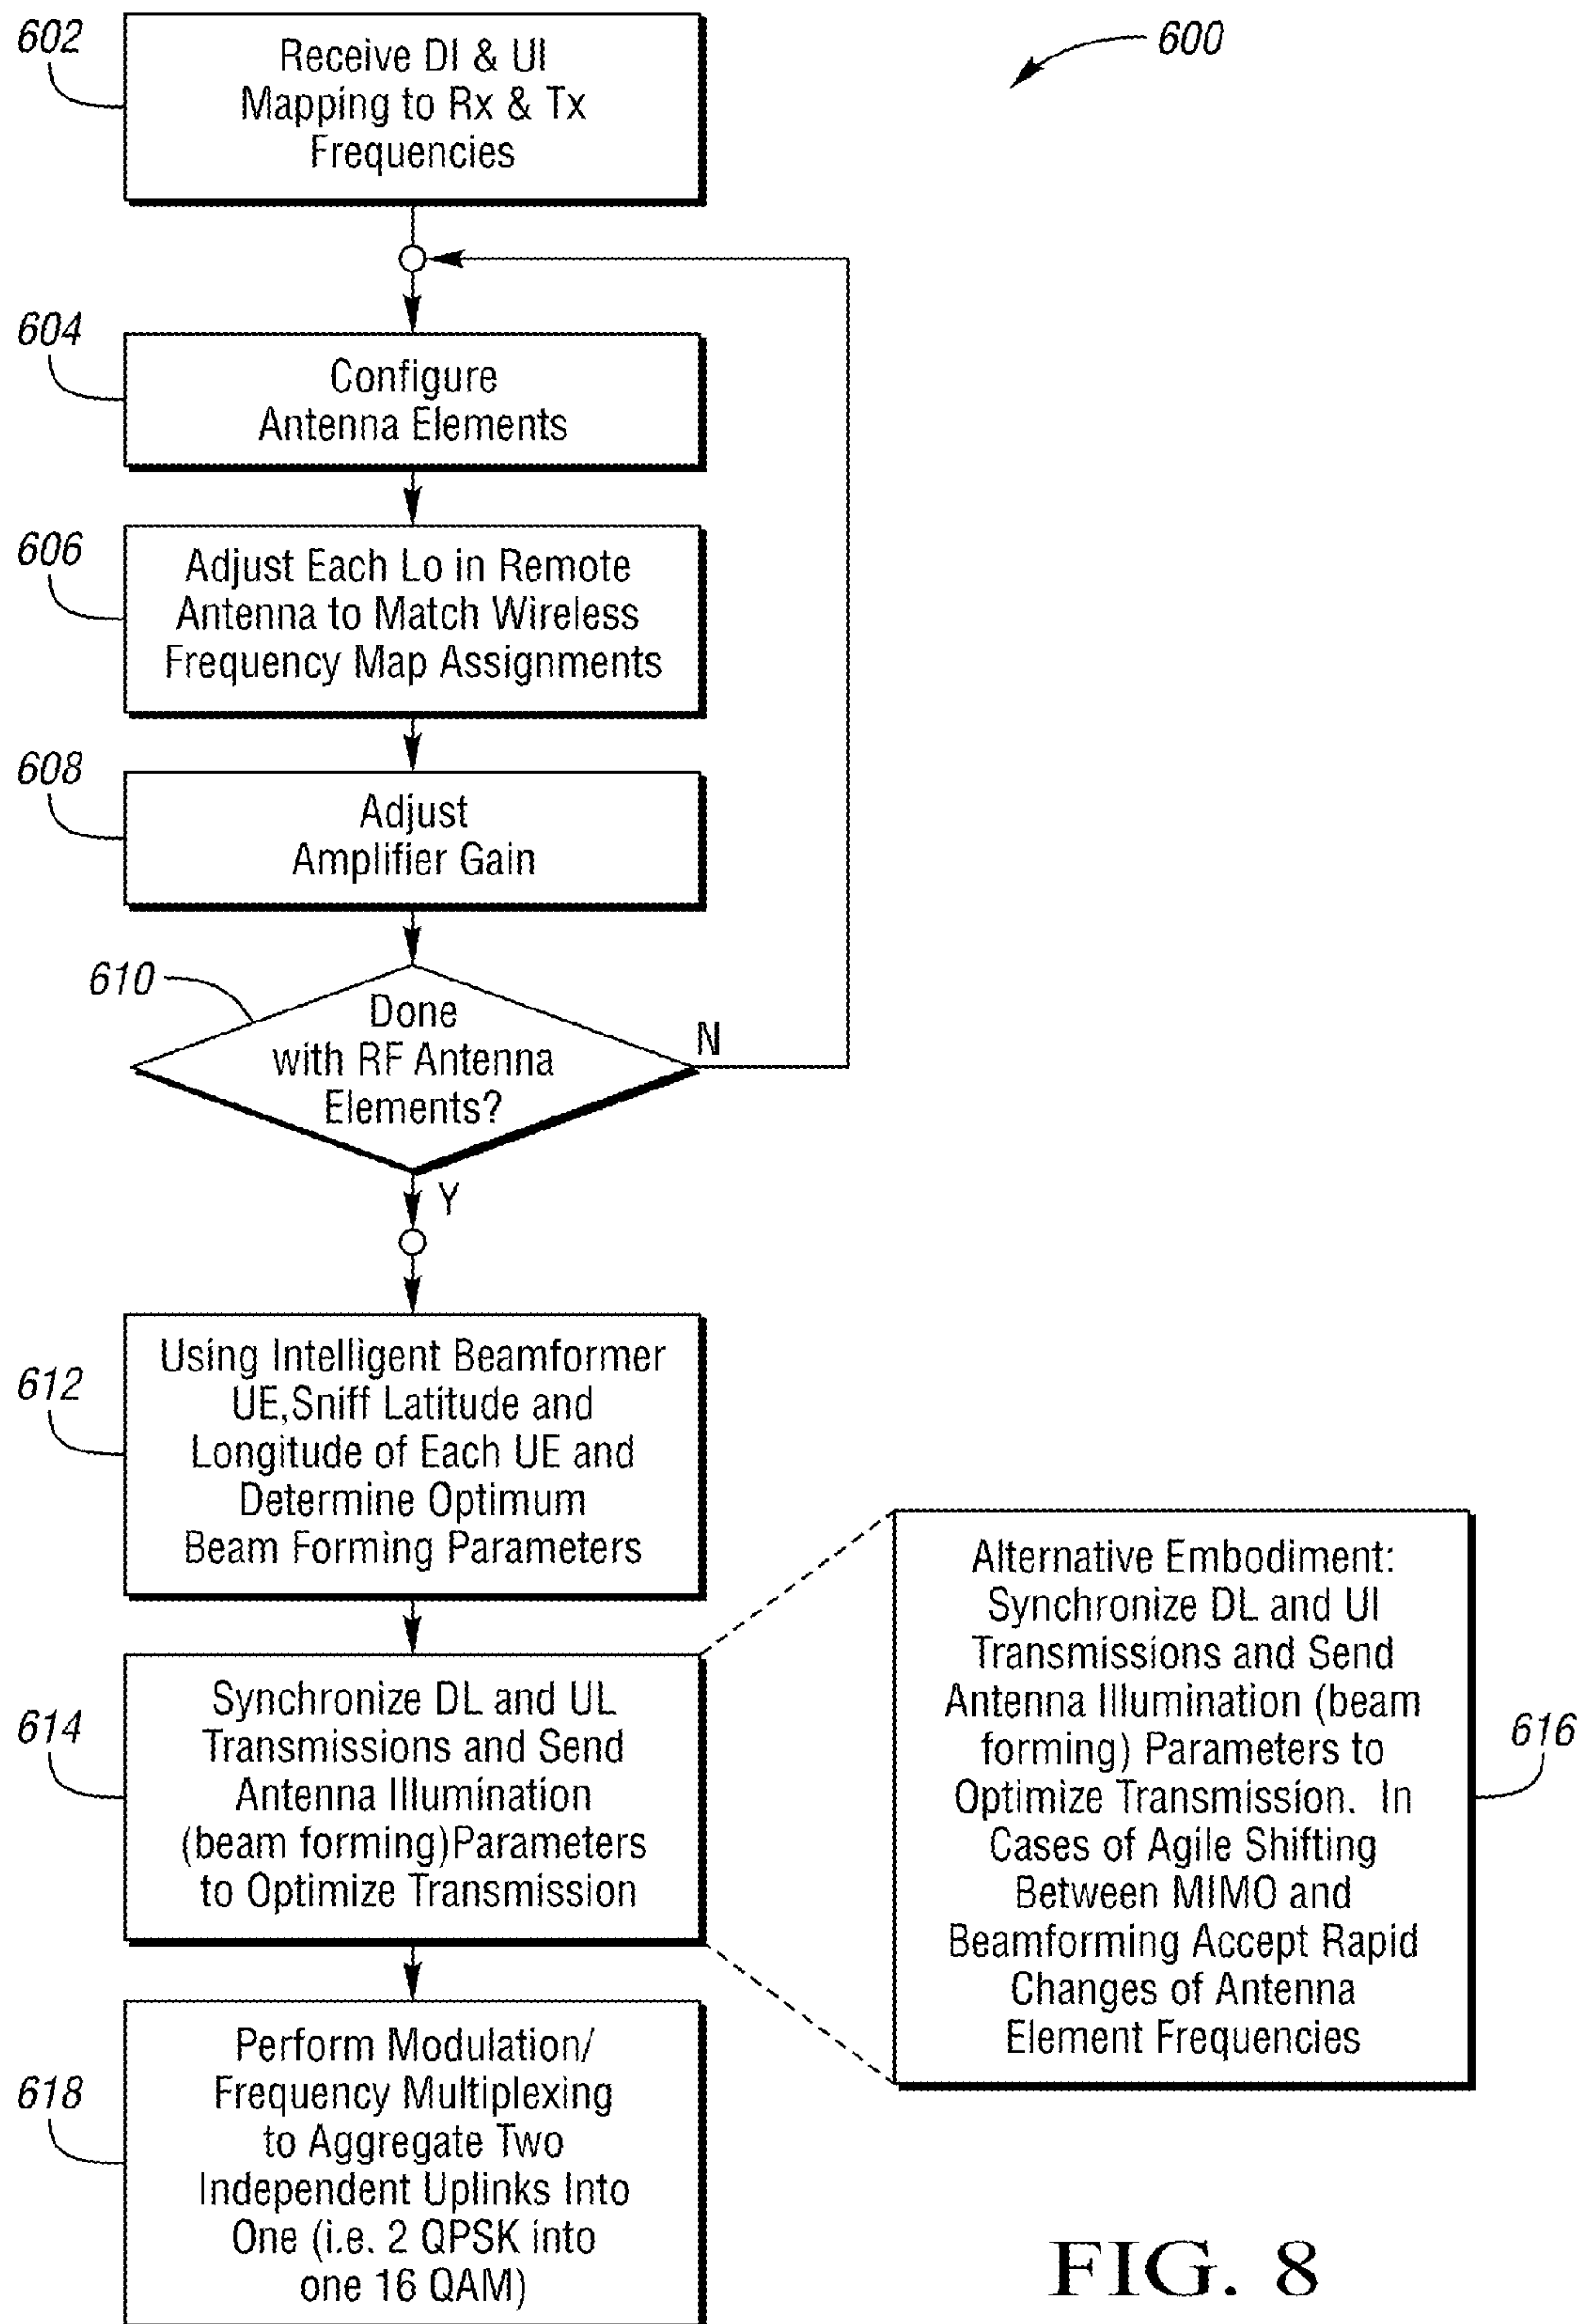 602
Receive DI & UI
Mapping to Rx & Tx
Frequencies
600
604
Configure
Antenna Elements
606
Adjust Each Lo in Remote
Antenna to Match Wireless
Frequency Map Assignments
608
Adjust
Amplifier Gain
610
Done
with RF Antenna
Elements?
N
Y
612
Using Intelligent Beamformer
UE,Sniff Latitude and
Longitude of Each UE and
Determine Optimum
Beam Forming Parameters
614
Synchronize DL and UL
Transmissions and Send
Antenna Illumination
(beam forming)Parameters
to Optimize Transmission
Alternative Embodiment:
Synchronize DL and UI
Transmissions and Send
Antenna Illumination (beam
forming) Parameters to
Optimize Transmission. In
Cases of Agile Shifting
Between MIMO and
Beamforming Accept Rapid
Changes of Antenna
Element Frequencies
616
618
Perform Modulation/
Frequency Multiplexing
to Aggregate Two
Independent Uplinks Into
One (i.e. 2 QPSK into
one 16 QAM)
FIG. 8